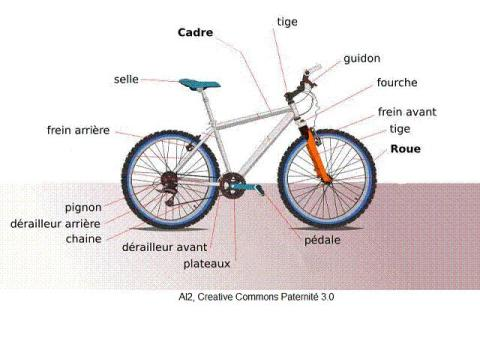 tige
Cadre
guidon
selle
fourche
frein avant
frein arrière
tige
Roue
pignon
dérailleur arrière
chaine
dérailleur avant
pédale
plateaux
Al2, Creative Commons Paternité 3.0